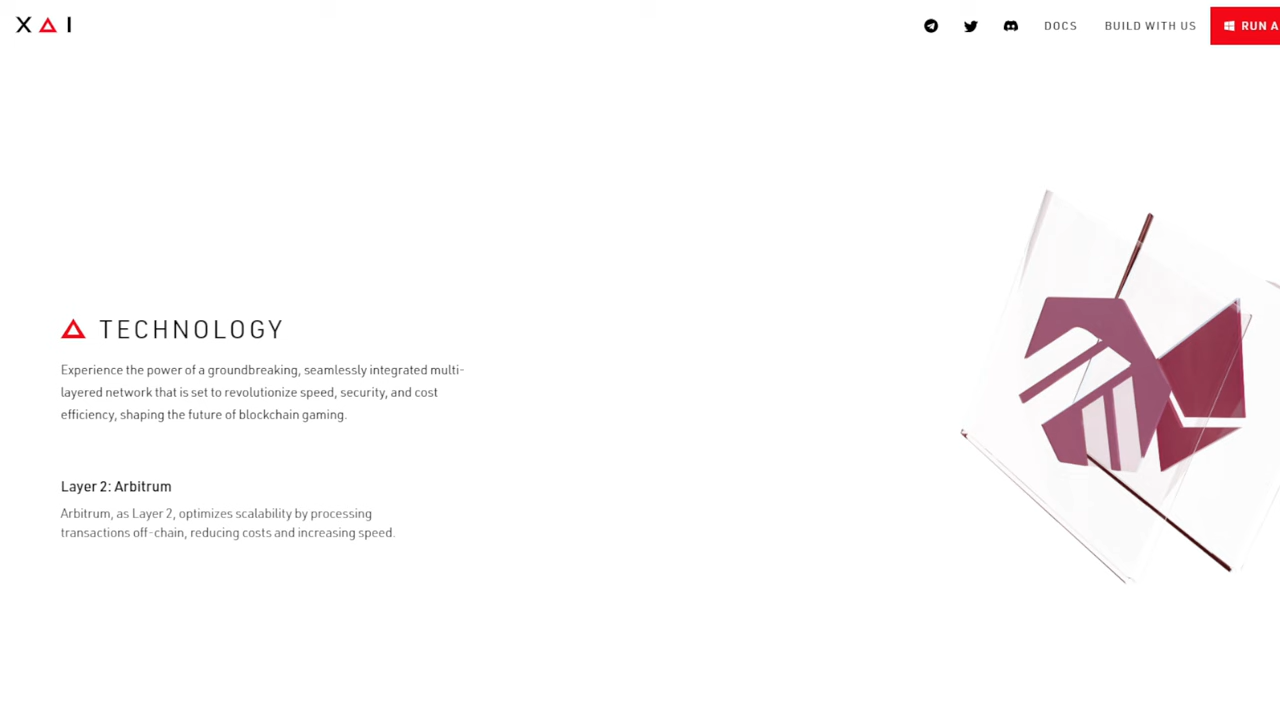 XΔI
DOCS
BUILD WITH US
RUN A
TECHNOLOGY
Experience the power of a groundbreaking, seamlessly integrated multi-
layered network that is set to revolutionize speed, security, and cost
efficiency, shaping the future of blockchain gaming.
Layer 2: Arbitrum
Arbitrum, as Layer 2, optimizes scalability by processing
transactions off-chain, reducing costs and increasing speed.